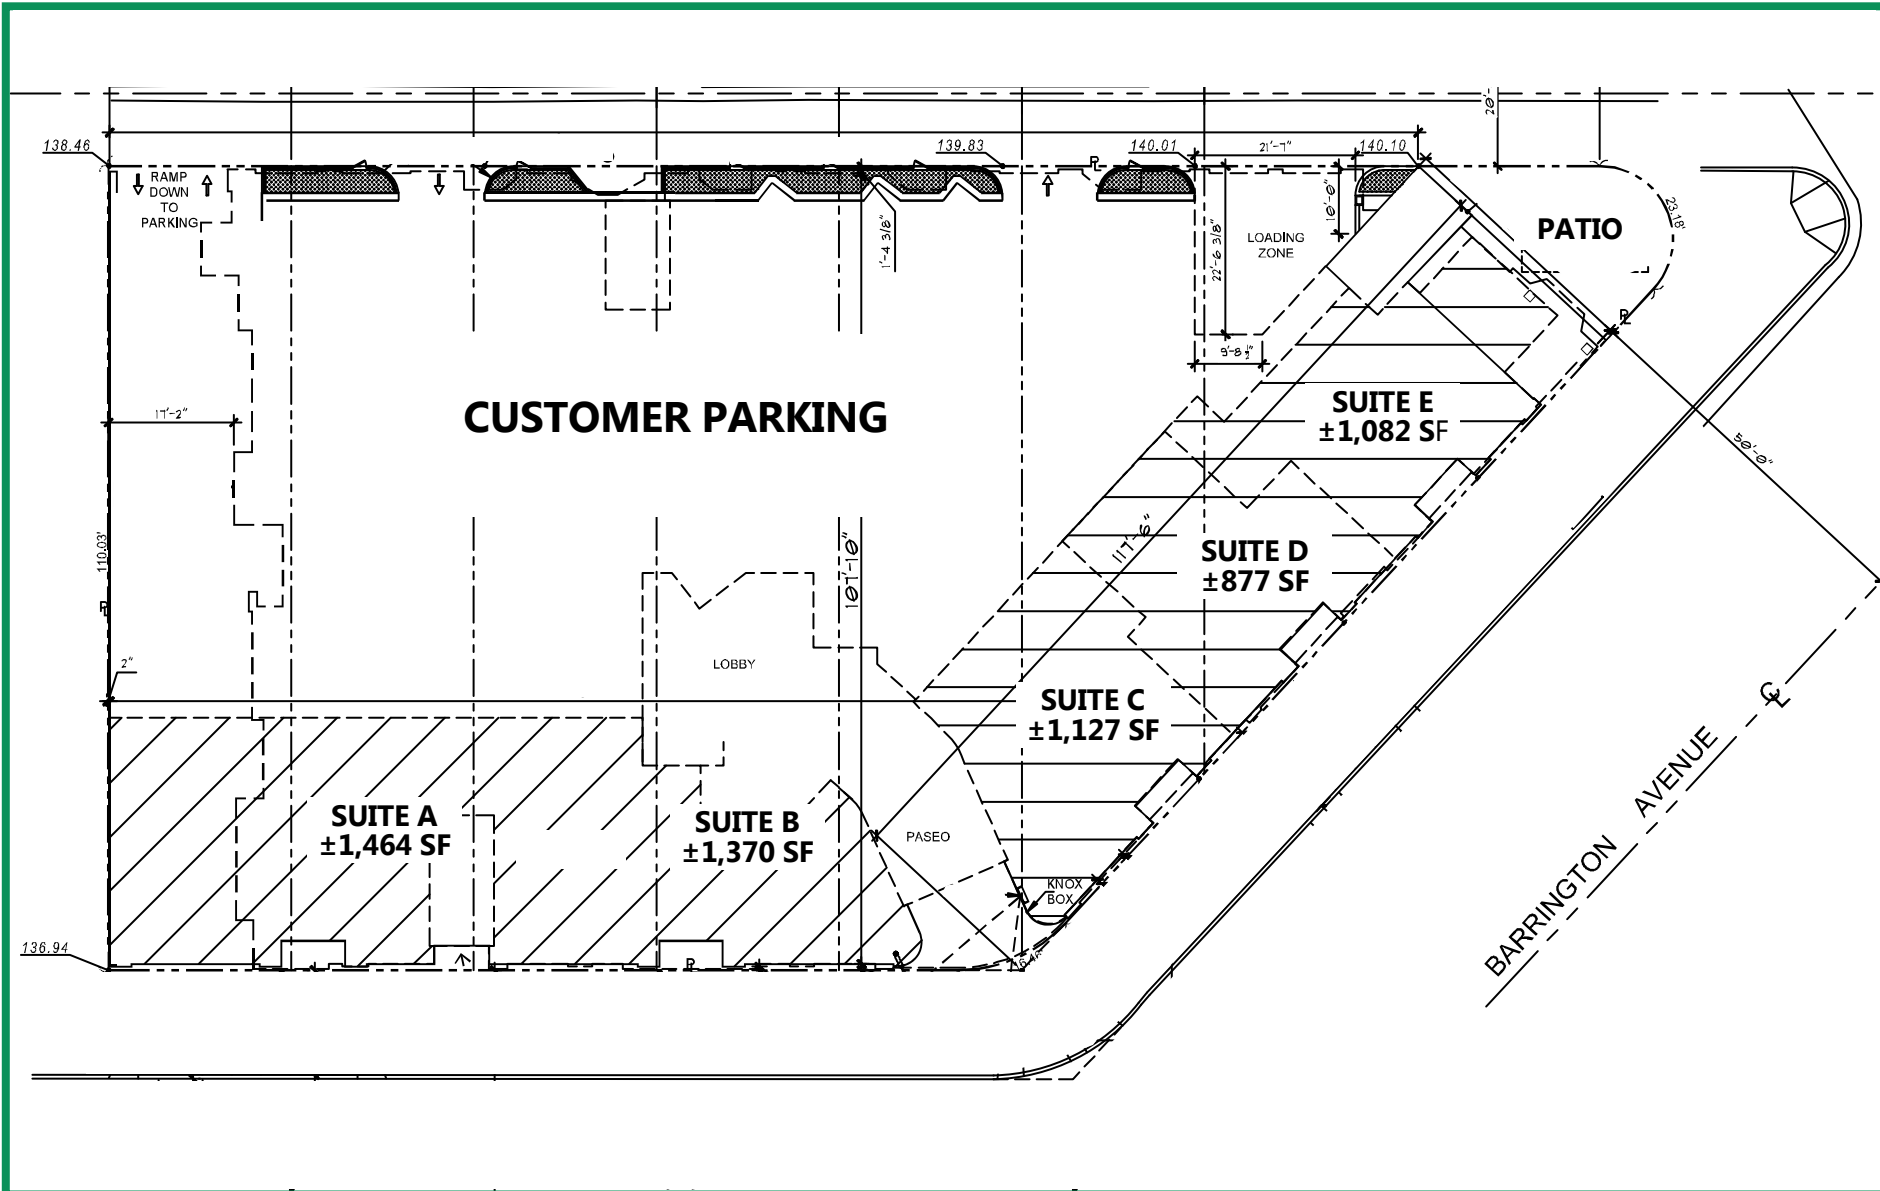 20'-
138.46
139.83
140.01
21'-7"
140.10
RAMP
DOWN
TO
PARKING
10'-0"
23.18'
PATIO
1'-4 3/8"
22'-6 3/8"
LOADING
ZONE
9'-8 1/2"
17'-2"
CUSTOMER PARKING
SUITE E
±1,082 SF
50'-0"
110.03'
107'-10"
117'-6"
SUITE D
±877 SF
2"
LOBBY
SUITE C
±1,127 SF
SUITE A
±1,464 SF
SUITE B
±1,370 SF
PASEO
KNOX
BOX
136.94
BARRINGTON AVENUE